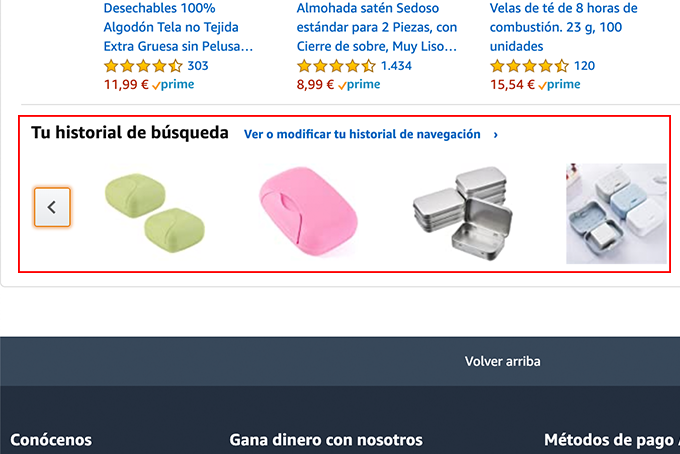 Desechables 100%
Algodón Tela no Tejida
Extra Gruesa sin Pelusa…
303
11,99 € prime
Almohada satén Sedoso
estándar para 2 Piezas, con
Cierre de sobre, Muy Liso…
1.434
8,99 € prime
Velas de té de 8 horas de
combustión. 23 g, 100
unidades
120
15,54 € prime
Tu historial de búsqueda Ver o modificar tu historial de navegación ›
Volver arriba
Conócenos
Gana dinero con nosotros
Métodos de pago